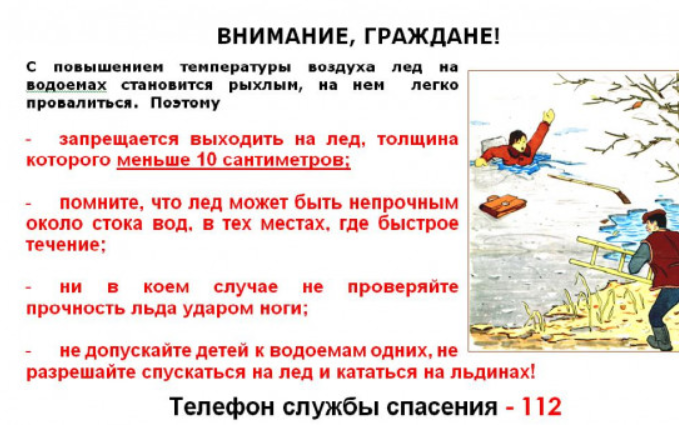 ВНИМАНИЕ, ГРАЖДАНЕ!
С повышением температуры воздуха лед на
водоемах становится рыхлым, на нем легко
провалиться. Поэтому
- запрещается выходить на лед, толщина
которого меньше 10 сантиметров;
- помните, что лед может быть непрочным
около стока вод, в тех местах, где быстрое
течение;
- ни в коем случае не проверяйте
прочность льда ударом ноги;
- не допускайте детей к водоемам одних, не
разрешайте спускаться на лед и кататься на льдинах!
Телефон службы спасения - 112